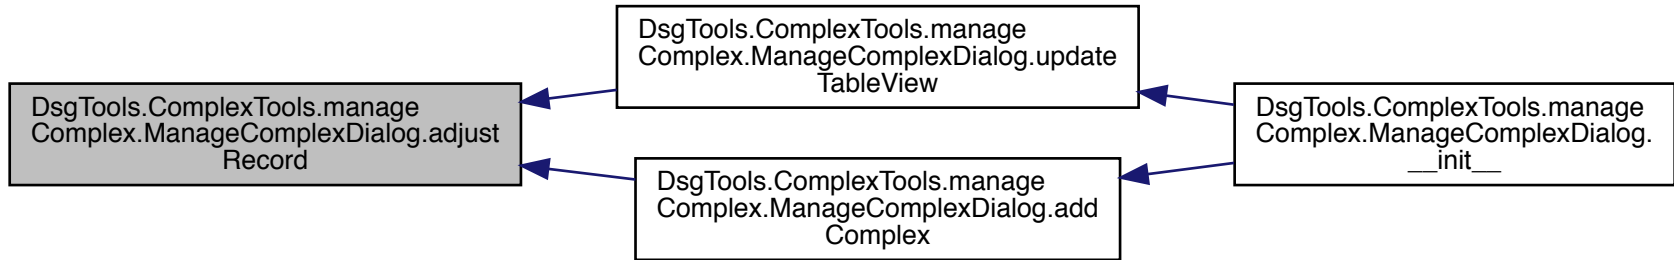 DsgTools.ComplexTools.manage
Complex.ManageComplexDialog.adjust
Record
DsgTools.ComplexTools.manage
Complex.ManageComplexDialog.update
TableView
DsgTools.ComplexTools.manage
Complex.ManageComplexDialog.add
Complex
DsgTools.ComplexTools.manage
Complex.ManageComplexDialog.
__init__